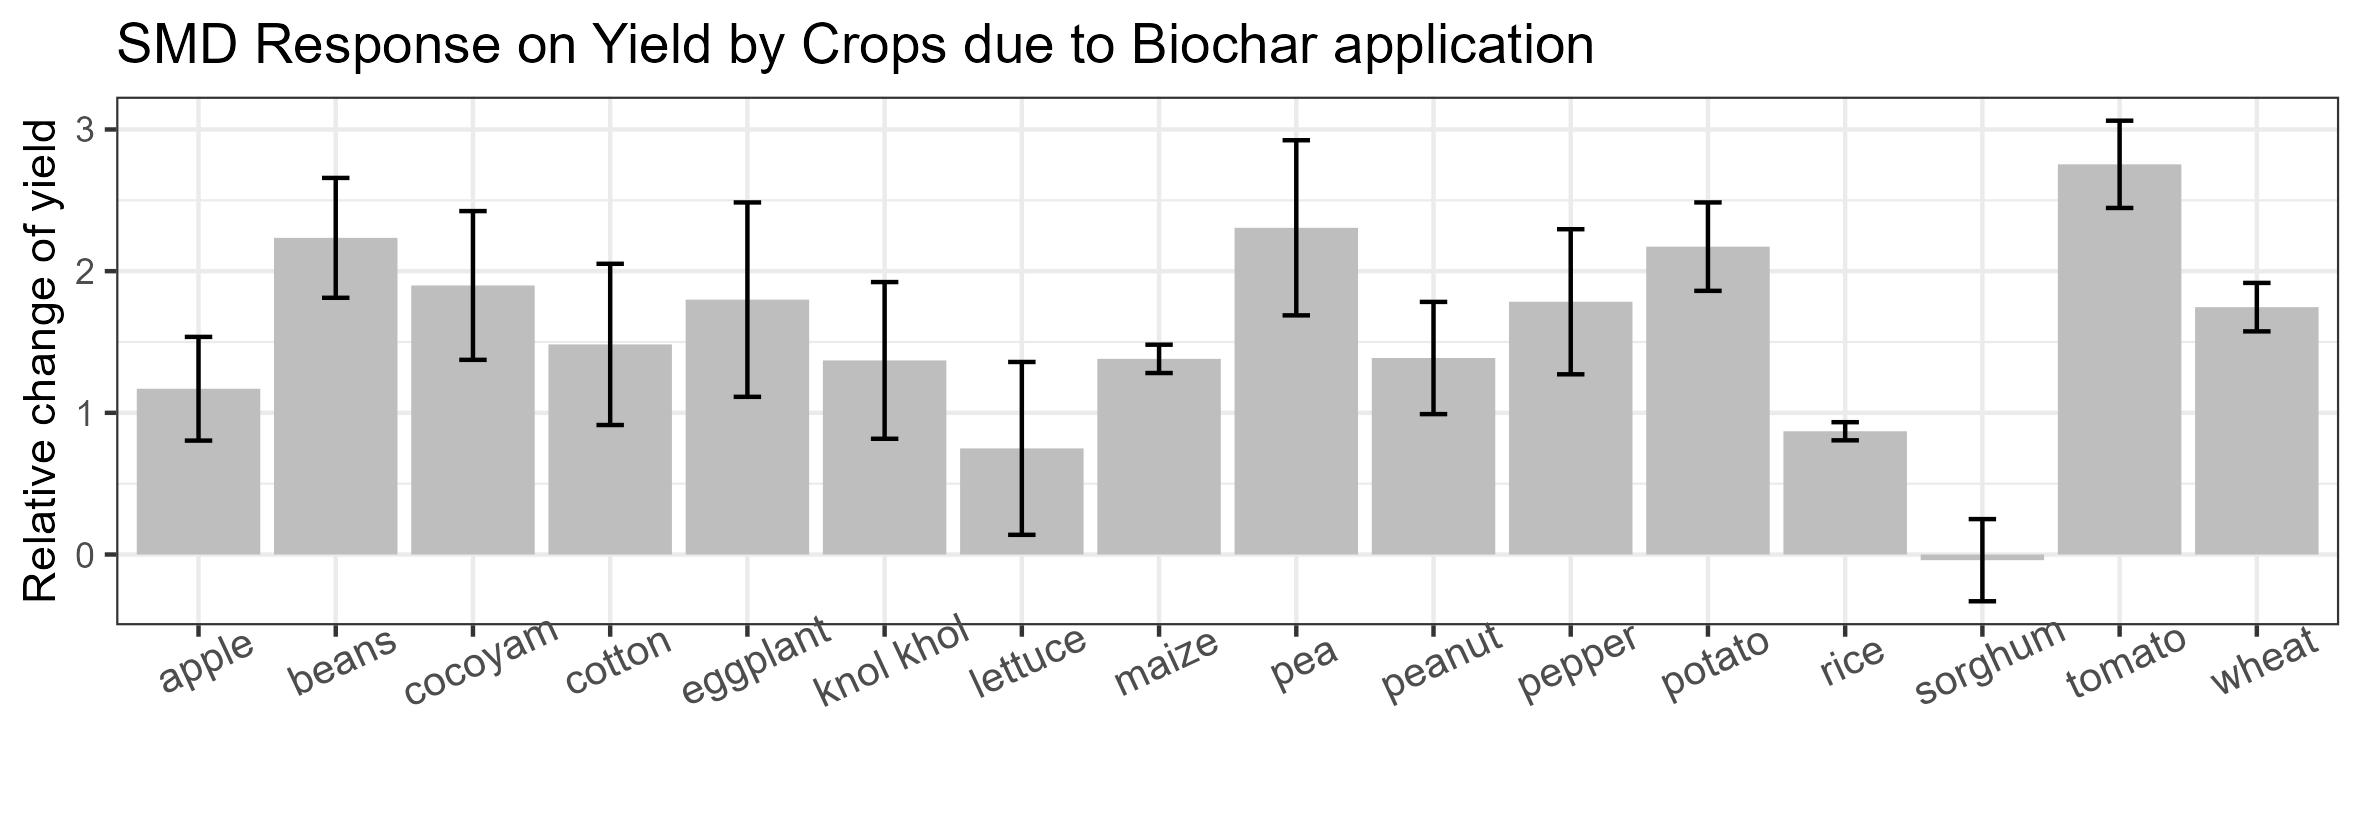 SMD Response on Yield by Crops due to Biochar application
Relative change of yield
3
2
1
0
apple beans cocoyam cotton eggplant knol khol lettuce maize pea peanut pepper potato rice sorghum tomato wheat